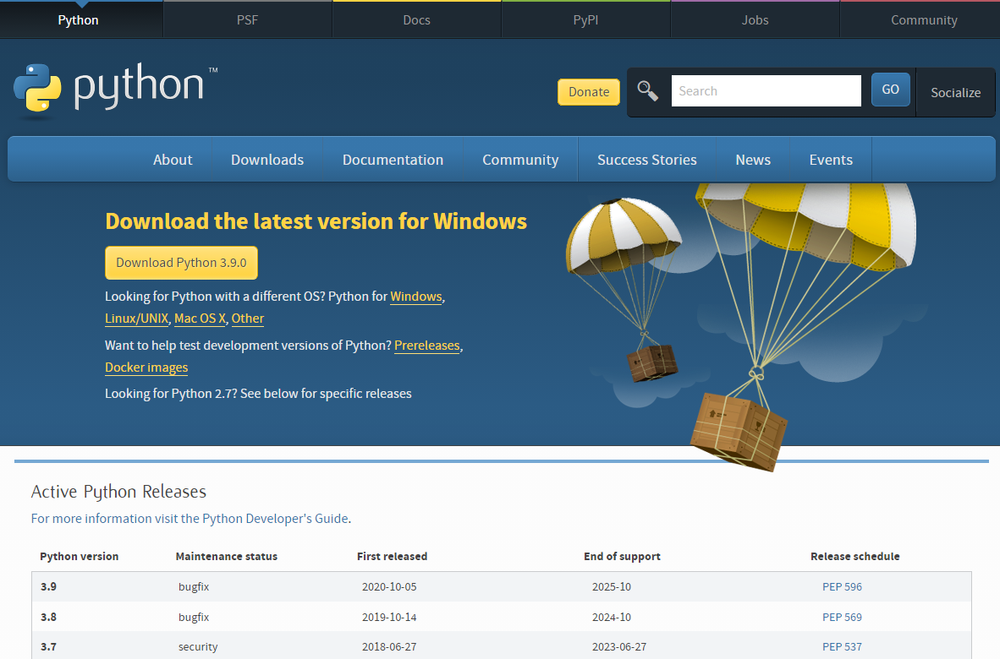 Python PSF Docs PyPI Jobs Community
python™ Donate Search GO Socialize
About Downloads Documentation Community Success Stories News Events
Download the latest version for Windows
Download Python 3.9.0
Looking for Python with a different OS? Python for Windows,
Linux/UNIX, Mac OS X, Other
Want to help test development versions of Python? Prereleases,
Docker images
Looking for Python 2.7? See below for specific releases
Active Python Releases
For more information visit the Python Developer's Guide.
Python version Maintenance status First released End of support Release schedule
3.9 bugfix 2020-10-05 2025-10 PEP 596
3.8 bugfix 2019-10-14 2024-10 PEP 569
3.7 security 2018-06-27 2023-06-27 PEP 537